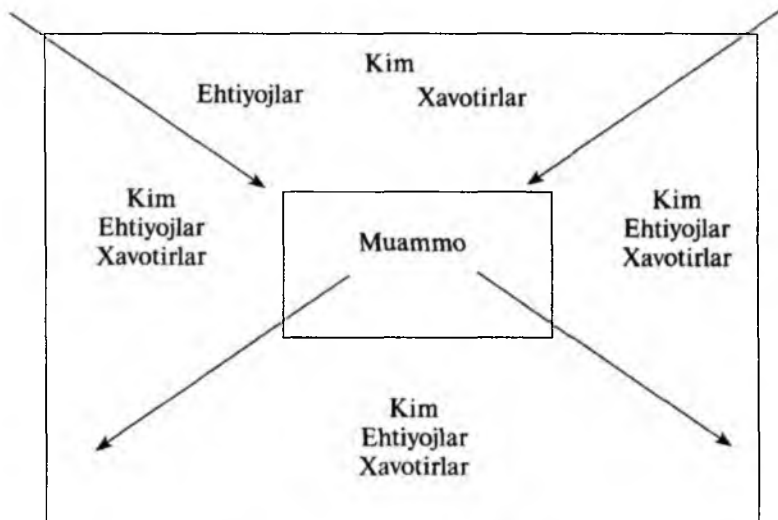 Kim
Ehtiyojlar Xavotirlar
Kim
Ehtiyojlar
Xavotirlar
Muammo
Kim
Ehtiyojlar
Xavotirlar
Kim
Ehtiyojlar
Xavotirlar